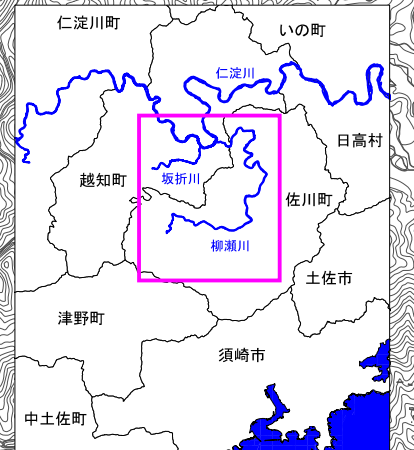 仁淀川町
いの町
仁淀川
日高村
越知町
坂折川
佐川町
柳瀬川
土佐市
津野町
須崎市
中土佐町